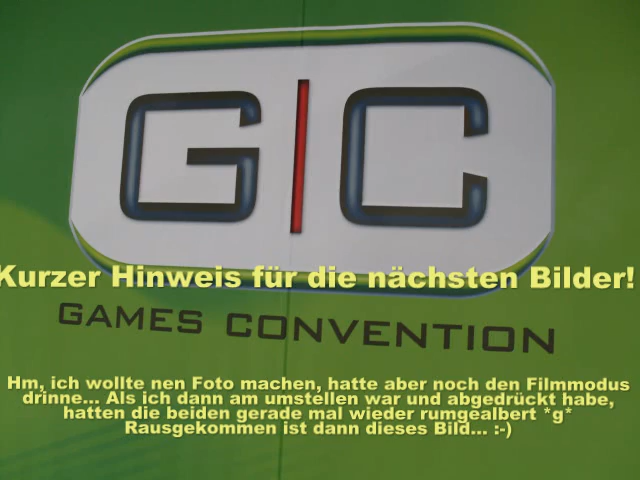 G|C
Kurzer Hinweis für die nächsten Bilder!
GAMES CONVENTION
Hm, ich wollte nen Foto machen, hatte aber noch den Filmmodus
drinne... Als ich dann am umstellen war und abgedrückt habe,
hatten die beiden gerade mal wieder rumgealbert *g*
Rausgekommen ist dann dieses Bild... :-)